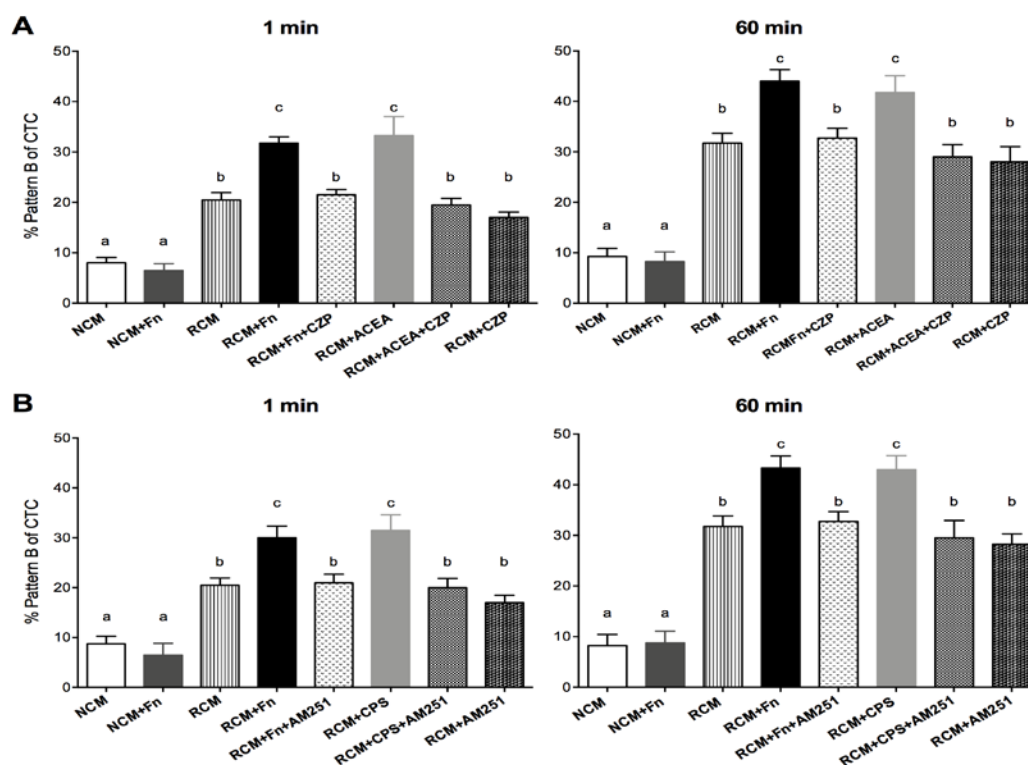 A
1 min
60 min
% Pattern B of CTC
50
40
30
20
10
0
a
a
b
c
b
c
b
b
NCM
NCM+Fn
RCM
RCM+Fn
RCM+Fn+CZP
RCM+ACEA
RCM+ACEA+CZP
RCM+CZP
50
40
30
20
10
0
a
a
b
c
b
c
b
b
NCM
NCM+Fn
RCM
RCM+Fn
RCMFn+CZP
RCM+ACEA
RCM+ACEA+CZP
RCM+CZP
B
1 min
60 min
% Pattern B of CTC
50
40
30
20
10
0
a
a
b
c
b
c
b
b
NCM
NCM+Fn
RCM
RCM+Fn
RCM+Fn+AM251
RCM+CPS
RCM+CPS+AM251
RCM+AM251
50
40
30
20
10
0
a
a
b
c
b
c
b
b
NCM
NCM+Fn
RCM
RCM+Fn
RCM+Fn+AM251
RCM+CPS
RCM+CPS+AM251
RCM+AM251